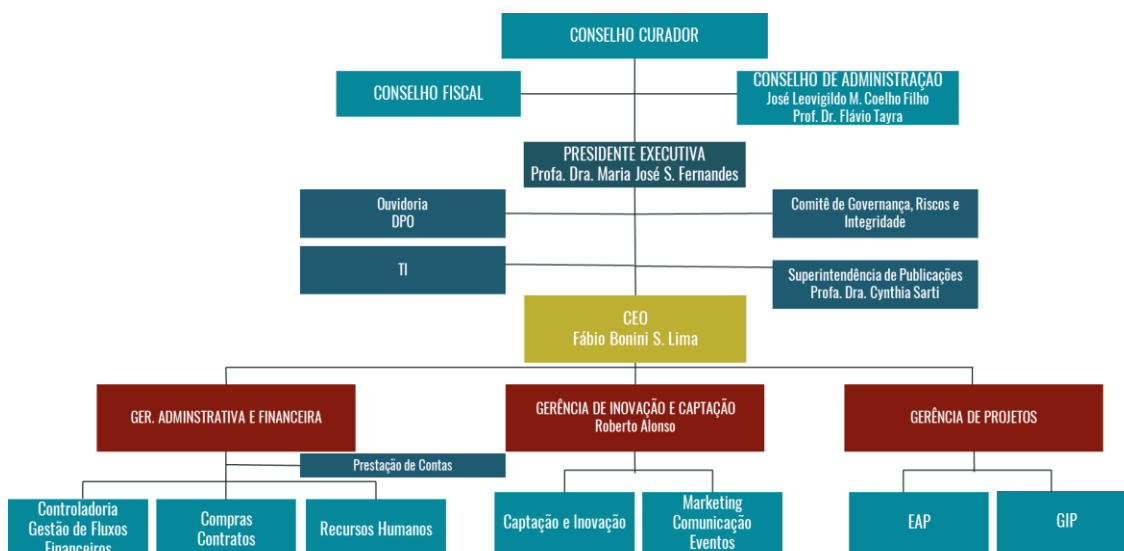 CONSELHO CURADOR
CONSELHO FISCAL
CONSELHO DE ADMINISTRAÇAO
José Leovigildo M. Coelho Filho
Prof. Dr. Flávio Tayra
PRESIDENTE EXECUTIVA
Profa. Dra. Maria José S. Fernandes
Ouvidoria
DPO
Comitê de Governança, Riscos e
Integridade
TI
Superintendência de Publicações
Profa. Dra. Cynthia Sarti
CEO
Fábio Bonini S. Lima
GER. ADMINSTRATIVA E FINANCEIRA
GERÊNCIA DE INOVAÇÃO E CAPTAÇÃO
Roberto Alonso
GERÊNCIA DE PROJETOS
Prestação de Contas
Controladoria
Gestão de Fluxos
Financeiros
Compras
Contratos
Recursos Humanos
Captação e Inovação
Marketing
Comunicação
Eventos
EAP
GIP